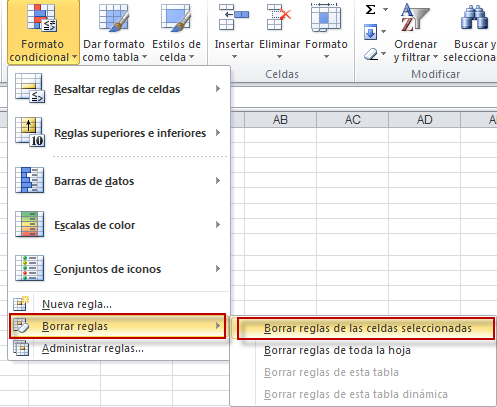 Formato condicional
Dar formato como tabla
Estilos de celda
Insertar
Eliminar
Formato
Celdas
Σ
A
Z
Ordenar y filtrar
Buscar y
selecciona
Modificar
Resaltar reglas de celdas
Reglas superiores e inferiores
10
Barras de datos
Escalas de color
Conjuntos de iconos
Nueva regla...
Borrar reglas
Administrar reglas...
AB
AC
AD
Borrar reglas de las celdas seleccionadas
Borrar reglas de toda la hoja
Borrar reglas de esta tabla
Borrar reglas de esta tabla dinámica